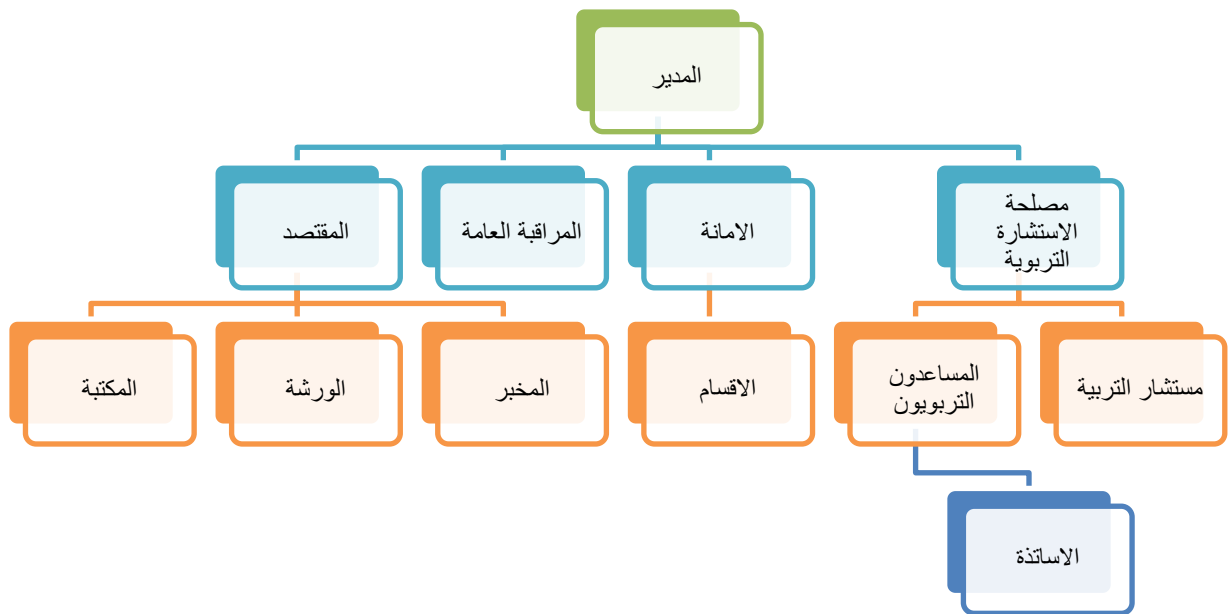 المدير
مصلحة
الاستشارة
التربوية
الامانة
المراقبة العامة
المقتصد
مستشار التربية
المساعدون
التربويون
الاقسام
المخبر
الورشة
المكتبة
الاساتذة